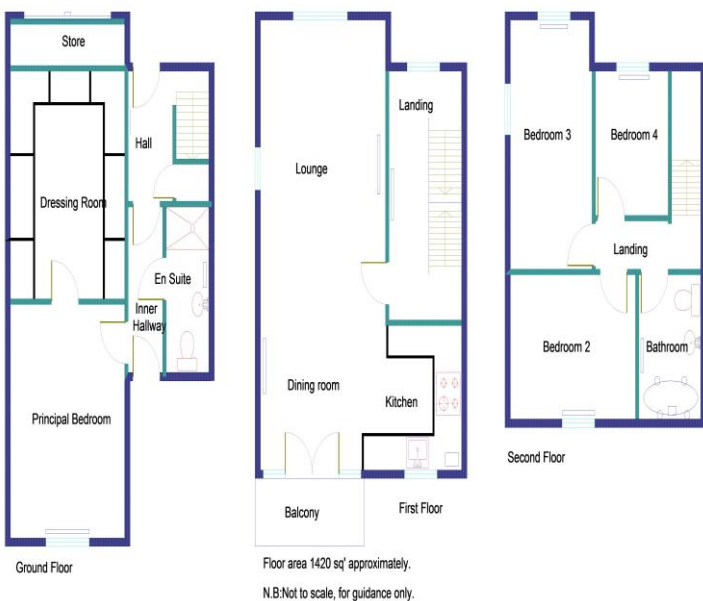 Store
Hall
Dressing Room
En Suite
Inner
Hallway
Principal Bedroom
Ground Floor
Landing
Lounge
Dining room
Kitchen
Balcony
First Floor
Floor area 1420 sq' approximately.
N.B:Not to scale, for guidance only.
Bedroom 3
Bedroom 4
Landing
Bedroom 2
Bathroom
Second Floor